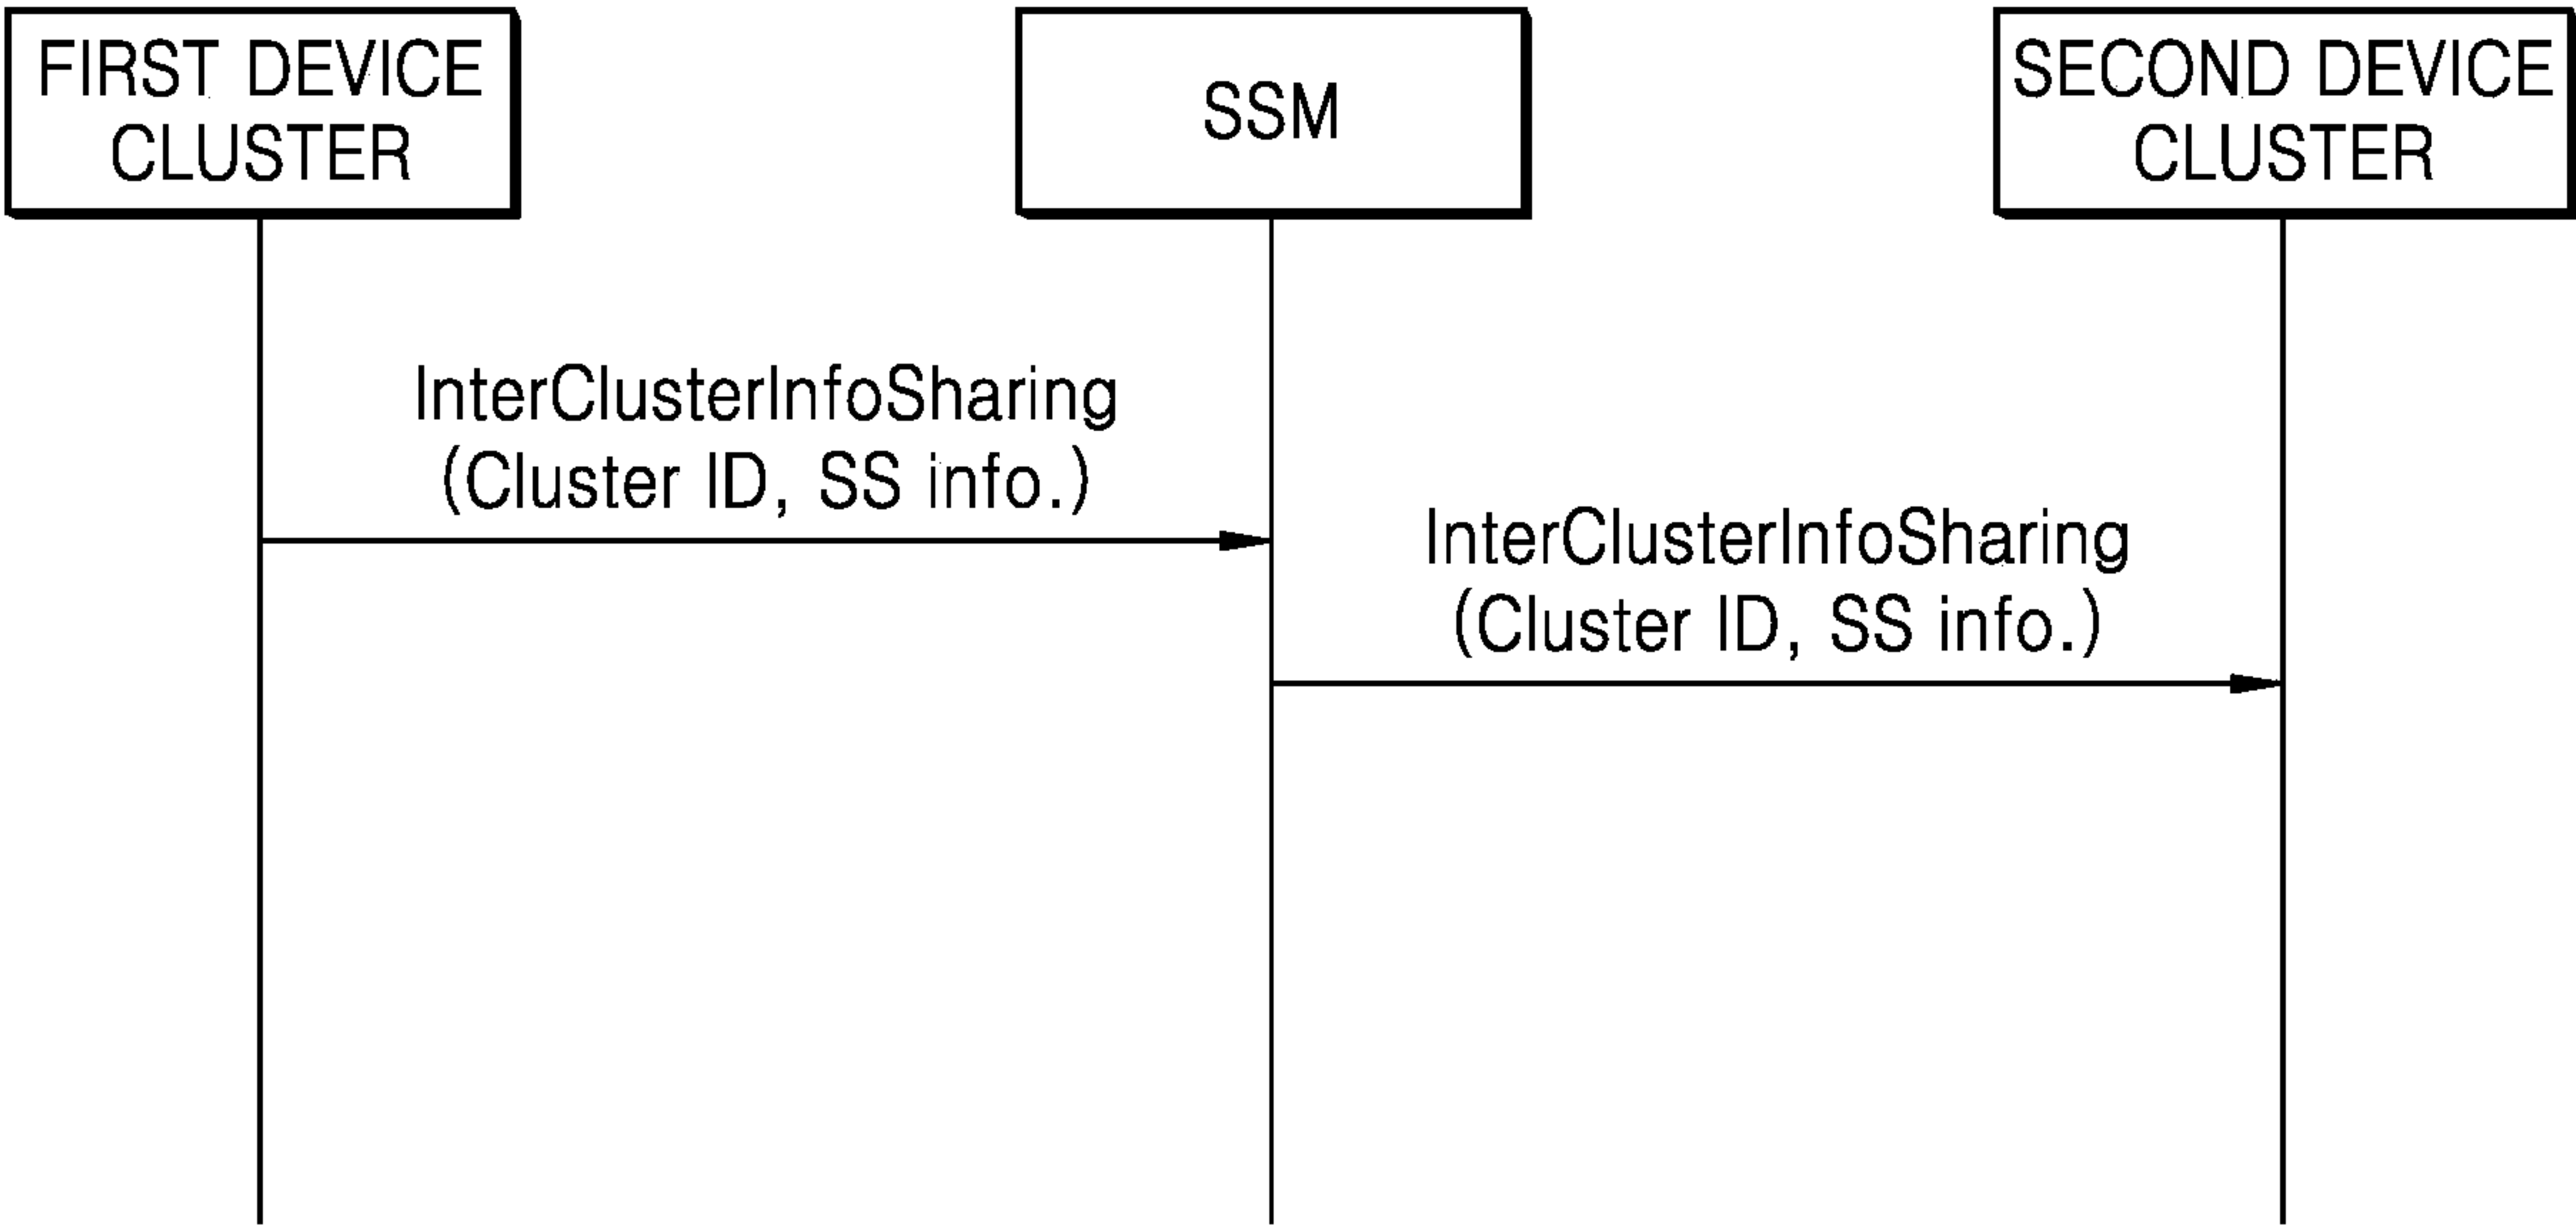 FIRST DEVICE
CLUSTER
SSM
SECOND DEVICE
CLUSTER
InterClusterInfoSharing
(Cluster ID, SS info.)
InterClusterInfoSharing
(Cluster ID, SS info.)